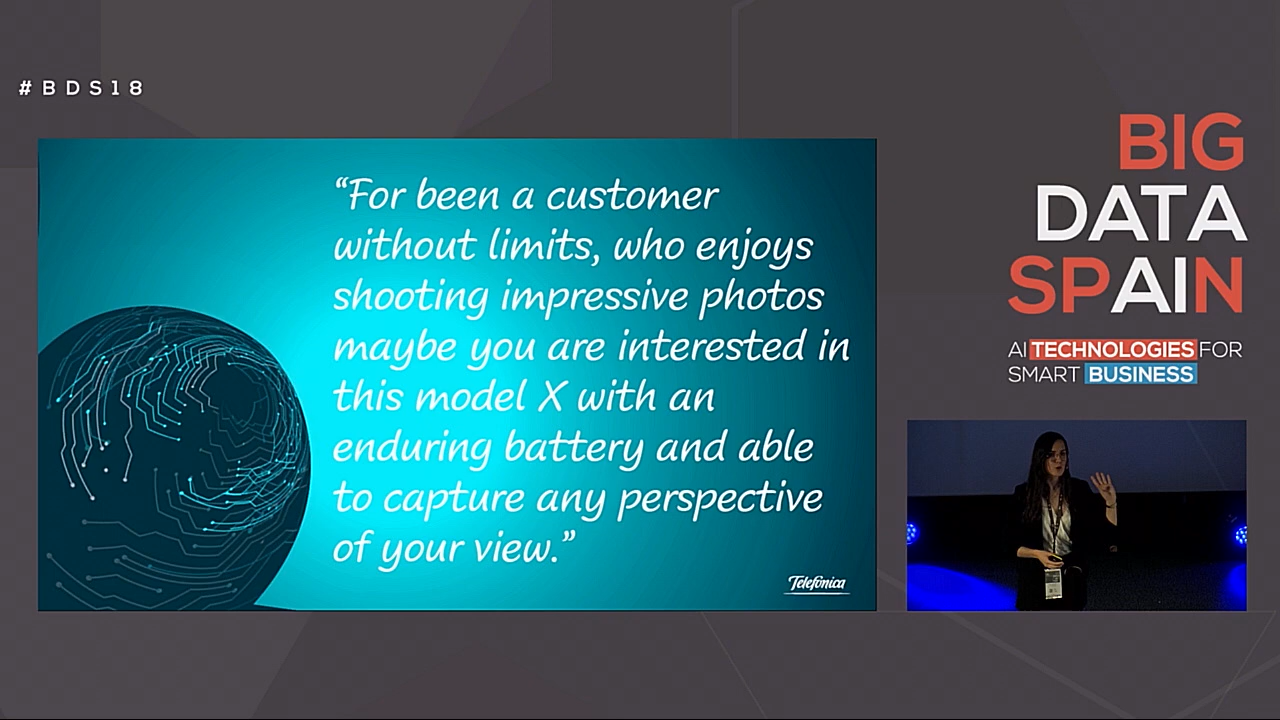 #BDS18
“For been a customer
without limits, who enjoys
shooting impressive photos
maybe you are interested in
this model X with an
enduring battery and able
to capture any perspective
of your view.”
Telefónica
BIG
DATA
SPAIN
AI TECHNOLOGIES FOR
SMART BUSINESS